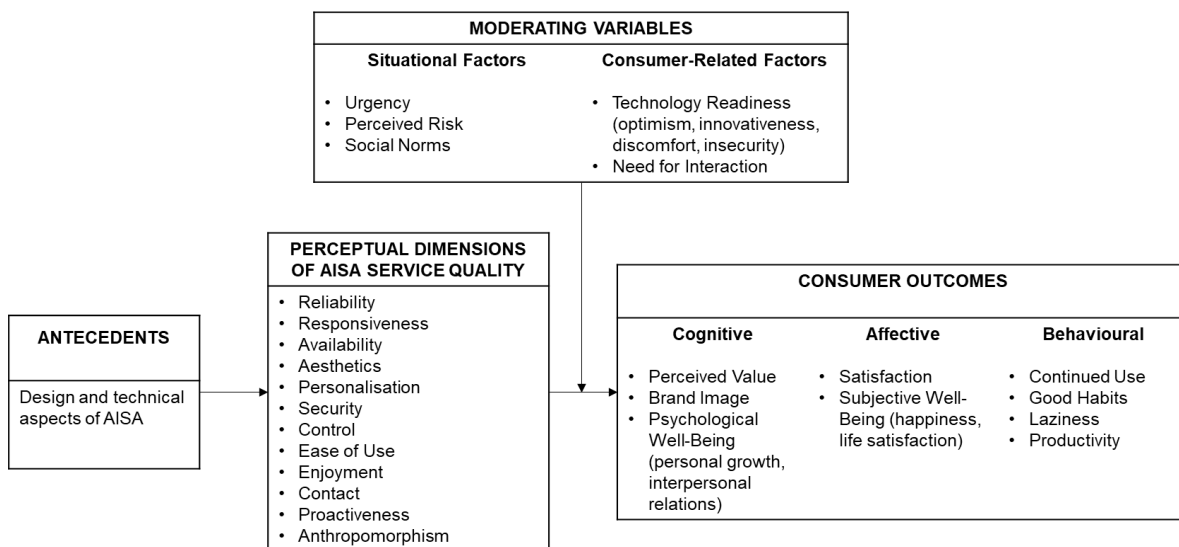 MODERATING VARIABLES
Situational Factors
• Urgency
• Perceived Risk
• Social Norms
Consumer-Related Factors
• Technology Readiness
(optimism, innovativeness,
discomfort, insecurity)
• Need for Interaction
ANTECEDENTS
Design and technical
aspects of AISA
PERCEPTUAL DIMENSIONS
OF AISA SERVICE QUALITY
• Reliability
• Responsiveness
• Availability
• Aesthetics
• Personalisation
• Security
• Control
• Ease of Use
• Enjoyment
• Contact
• Proactiveness
• Anthropomorphism
CONSUMER OUTCOMES
Cognitive
• Perceived Value
• Brand Image
• Psychological
Well-Being
(personal growth,
interpersonal
relations)
Affective
• Satisfaction
• Subjective Well-
Being (happiness,
life satisfaction)
Behavioural
• Continued Use
• Good Habits
• Laziness
• Productivity